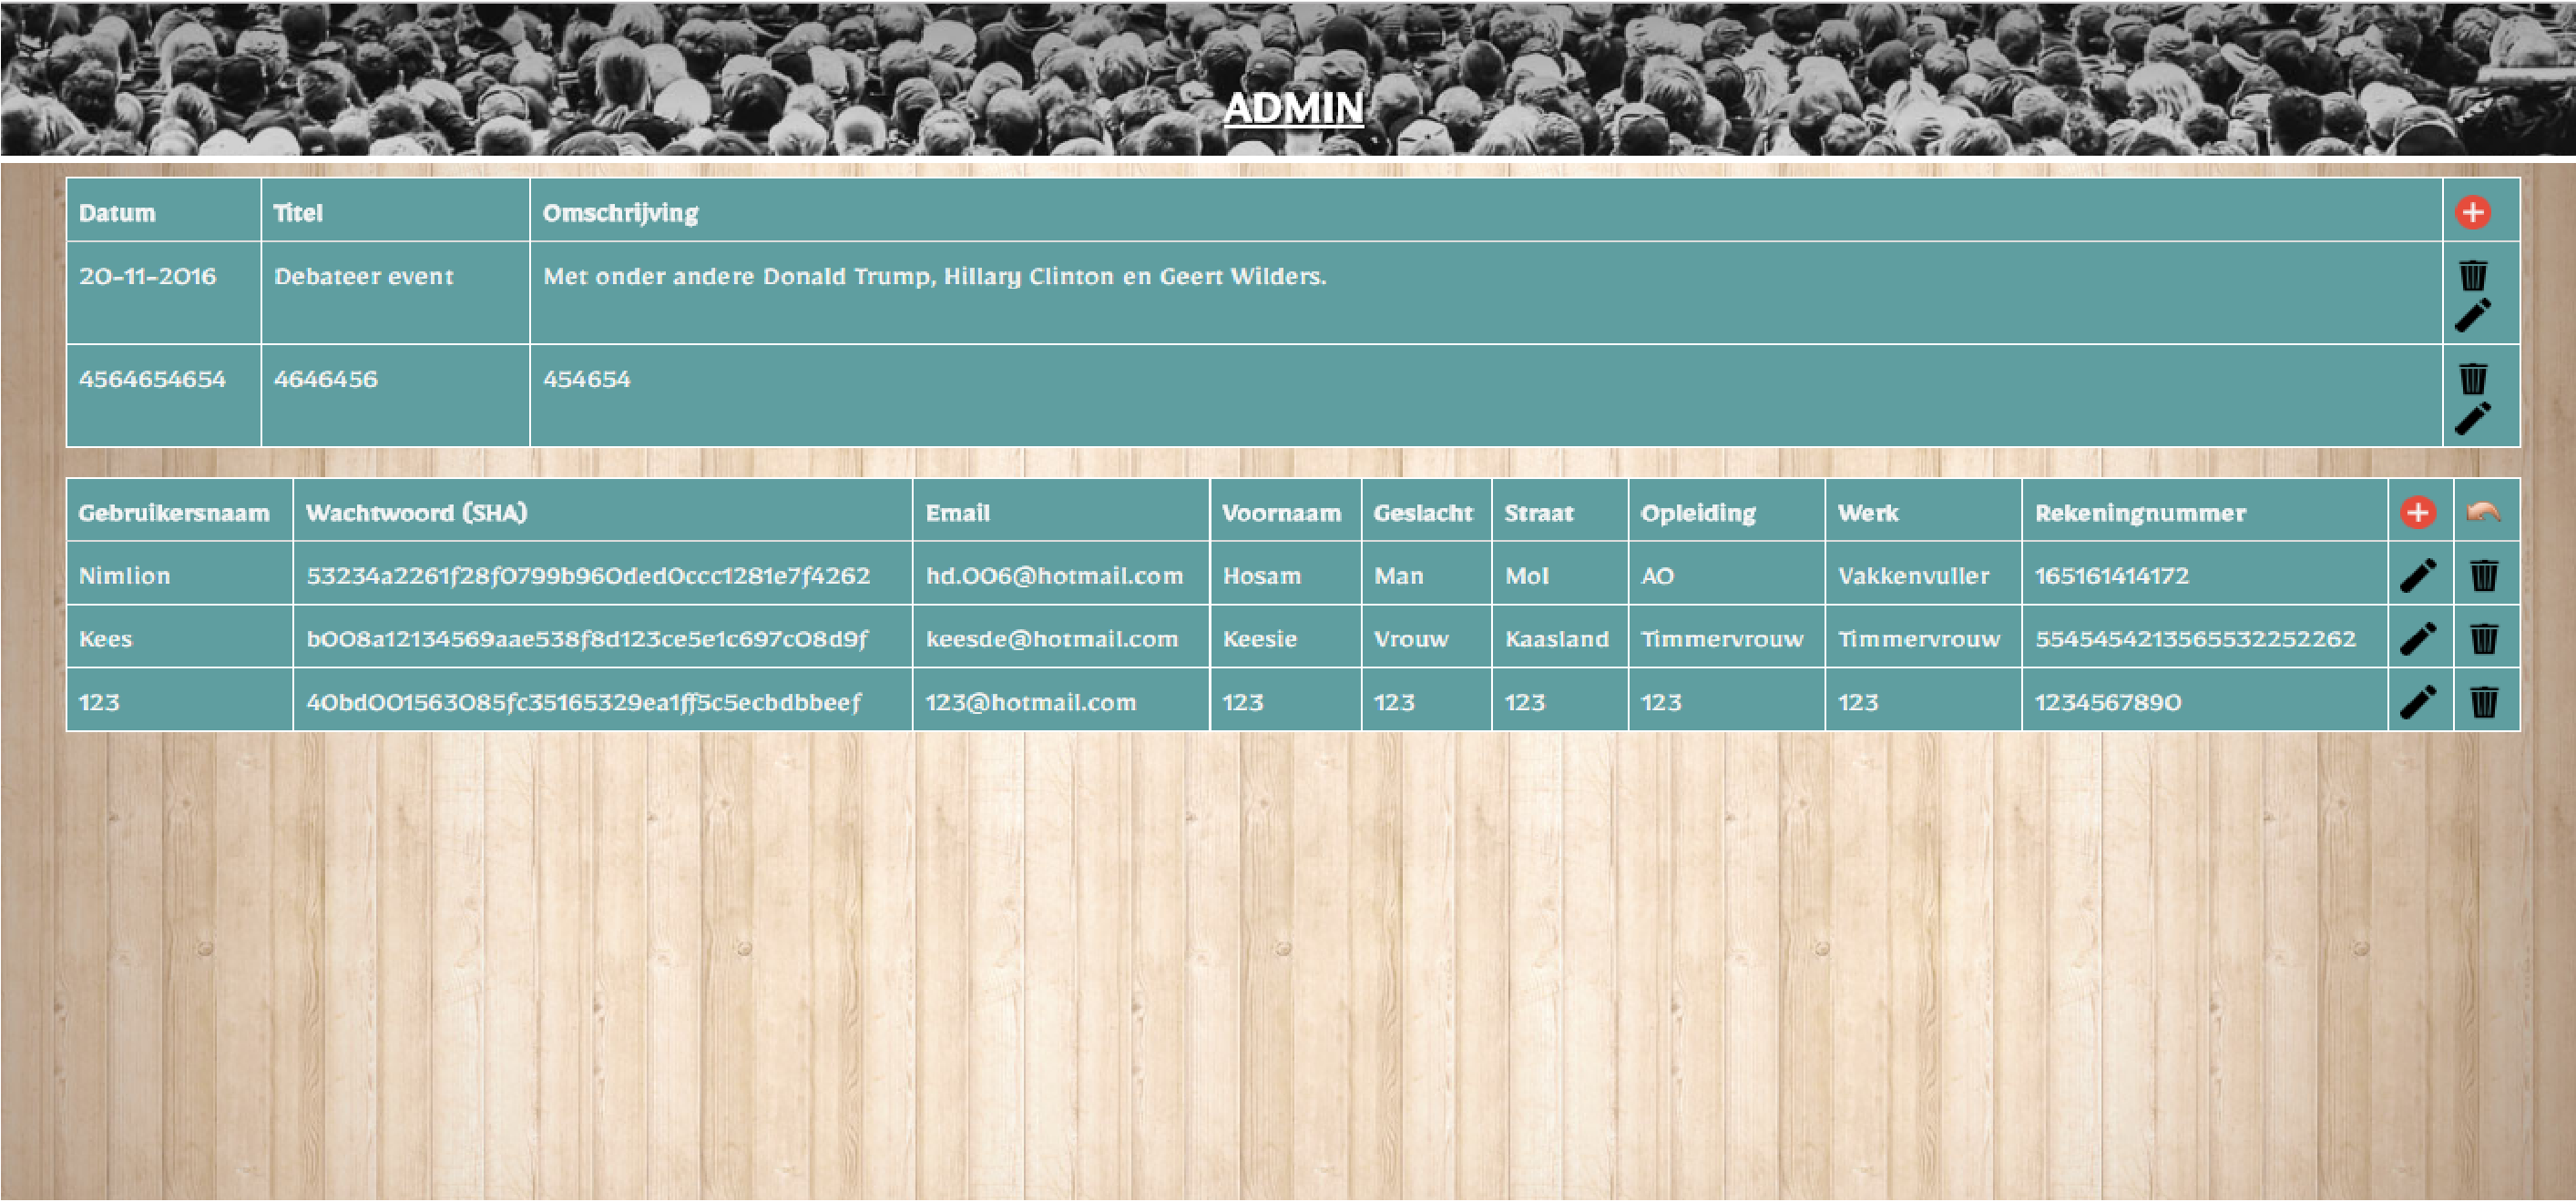 ADMIN
Datum Titel Omschrijving
20-11-2016 Debateer event Met onder andere Donald Trump, Hillary Clinton en Geert Wilders.
4564654654 4646456 454654
Gebruikersnaam Wachtwoord (SHA) Email Voornaam Geslacht Straat Opleiding Werk Rekeningnummer
Nimlion 53234a2261f28f0799b960ded0ccc1281e7f4262 hd.006@hotmail.com Hosam Man Mol AO Vakkenvuller 165161414172
Kees b008a12134569aae538f8d123ce5e1c697c08d9f keesde@hotmail.com Keesie Vrouw Kaasland Timmervrouw Timmervrouw 5545454213565532252262
123 40bd001563085fc35165329ea1ff5c5ecbdbbeef 123@hotmail.com 123 123 123 123 123 1234567890